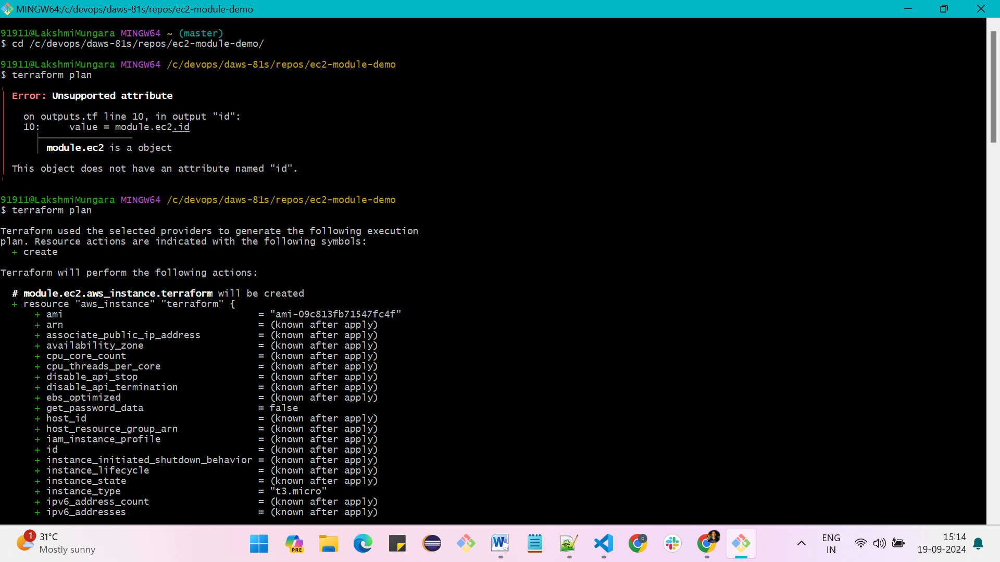 MINGW64:/c/devops/daws-81s/repos/ec2-module-demo
91911@LakshmiMungara MINGW64 ~ (master)
$ cd /c/devops/daws-81s/repos/ec2-module-demo/
91911@LakshmiMungara MINGW64 /c/devops/daws-81s/repos/ec2-module-demo
$ terraform plan
Error: Unsupported attribute
on outputs.tf line 10, in output "id":
10:     value = module.ec2.id
module.ec2 is a object
This object does not have an attribute named "id".
91911@LakshmiMungara MINGW64 /c/devops/daws-81s/repos/ec2-module-demo
$ terraform plan
Terraform used the selected providers to generate the following execution
plan. Resource actions are indicated with the following symbols:
+ create
Terraform will perform the following actions:
# module.ec2.aws_instance.terraform will be created
+ resource "aws_instance" "terraform" {
+ ami                                  = "ami-09c813fb71547fc4f"
+ arn                                  = (known after apply)
+ associate_public_ip_address          = (known after apply)
+ availability_zone                    = (known after apply)
+ cpu_core_count                       = (known after apply)
+ cpu_threads_per_core                 = (known after apply)
+ disable_api_stop                     = (known after apply)
+ disable_api_termination              = (known after apply)
+ ebs_optimized                        = (known after apply)
+ get_password_data                    = false
+ host_id                              = (known after apply)
+ host_resource_group_arn              = (known after apply)
+ iam_instance_profile                 = (known after apply)
+ id                                   = (known after apply)
+ instance_initiated_shutdown_behavior = (known after apply)
+ instance_lifecycle                   = (known after apply)
+ instance_state                       = (known after apply)
+ instance_type                        = "t3.micro"
+ ipv6_address_count                   = (known after apply)
+ ipv6_addresses                       = (known after apply)
1
31°C
Mostly sunny
PRE
W
C
ENG
IN
15:14
19-09-2024